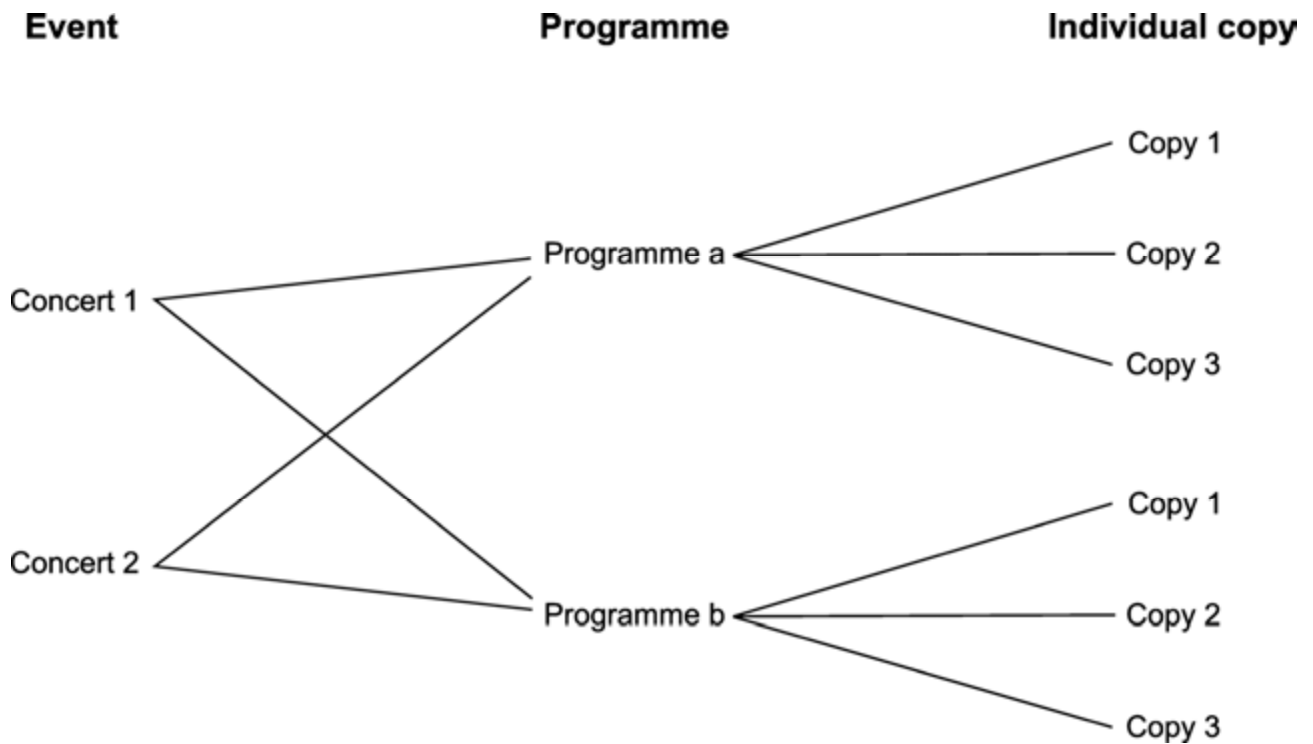 Event Programme Individual copy
Copy 1
Programme a Copy 2
Concert 1
Copy 3
Copy 1
Concert 2
Programme b Copy 2
Copy 3